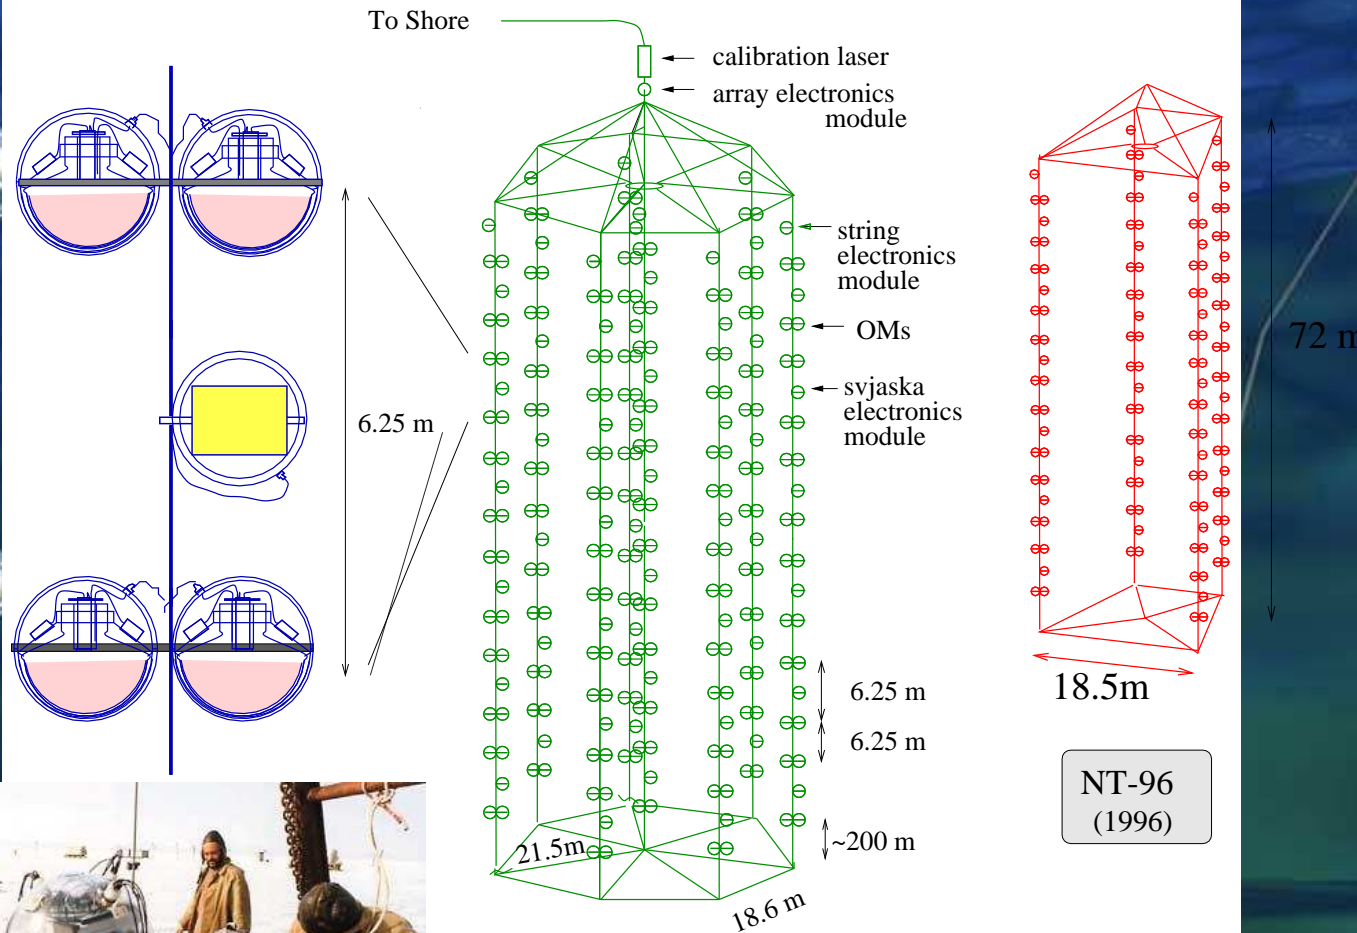 To Shore
calibration laser
array electronics
module
string
electronics
module
OMs
svjaska
electronics
module
6.25 m
6.25 m
6.25 m
~200 m
21.5m
18.6 m
72 m
18.5m
NT-96
(1996)